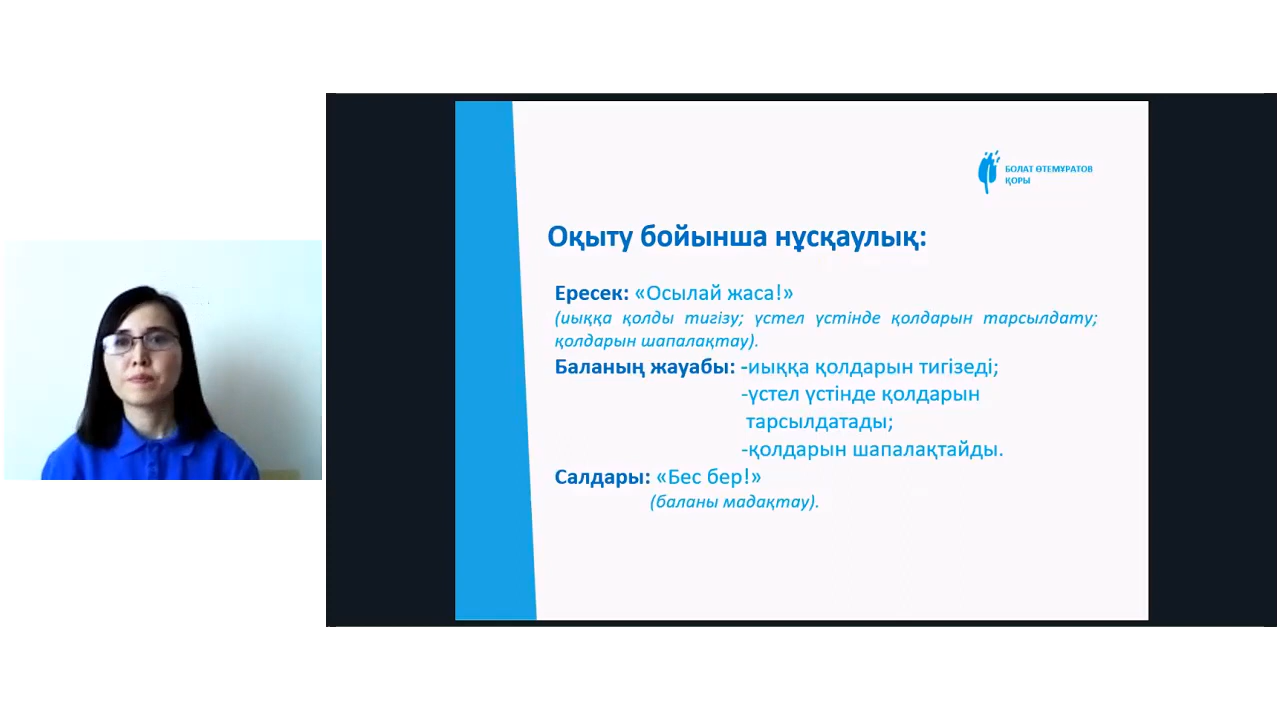 БОЛАТ ӨТЕМҰРАТОВ
ҚОРЫ
Оқыту бойынша нұсқаулық:
Ересек: «Осылай жаса!»
(иыққа қолды тигізу; үстел үстінде қолдарын тарсылдату;
қолдарын шапалақтау).
Баланың жауабы: -иыққа қолдарын тигізеді;
-үстел үстінде қолдарын
тарсылдатады;
-қолдарын шапалақтайды.
Салдары: «Бес бер!»
(баланы мадақтау).